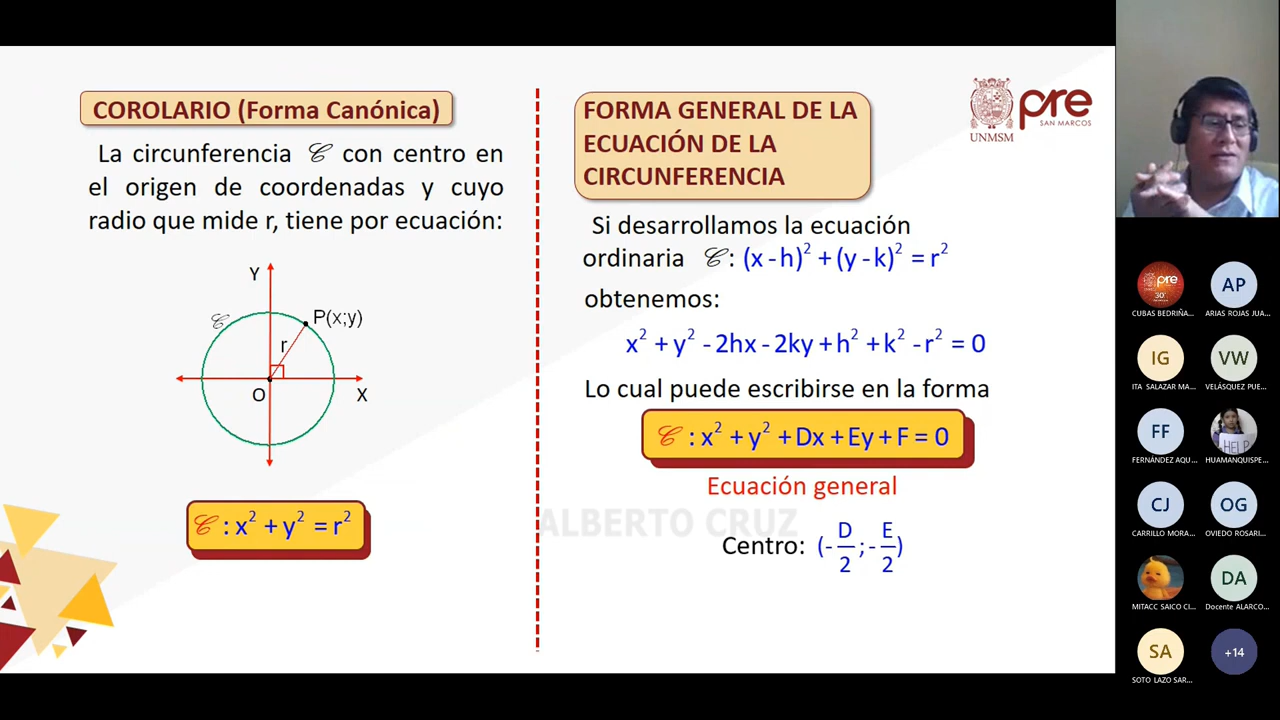 COROLARIO (Forma Canónica)
La circunferencia 𝒞 con centro en
el origen de coordenadas y cuyo
radio que mide r, tiene por ecuación:
Y
𝒞
P(x;y)
r
O
X
𝒞 : x² + y² = r²
FORMA GENERAL DE LA
ECUACIÓN DE LA
CIRCUNFERENCIA
UNMSM
pre
SAN MARCOS
Si desarrollamos la ecuación
ordinaria 𝒞 : (x - h)² + (y - k)² = r²
obtenemos:
x² + y² - 2hx - 2ky + h² + k² - r² = 0
Lo cual puede escribirse en la forma
𝒞 : x² + y² + Dx + Ey + F = 0
Ecuación general
ALBERTO CRUZ
Centro: (- D/2 ; - E/2)
pre
30
CUBAS BEDRIÑA...
AP
ARIAS ROJAS JUA...
IG
ITA SALAZAR MA...
VW
VELÁSQUEZ PUE...
FF
FERNÁNDEZ AQU...
HELP
HUAMANQUISPE...
CJ
CARRILLO MORA...
OG
OVIEDO ROSARI...
MITACC SAICO CI...
DA
Docente ALARCO...
SA
SOTO LAZO SAR...
+14